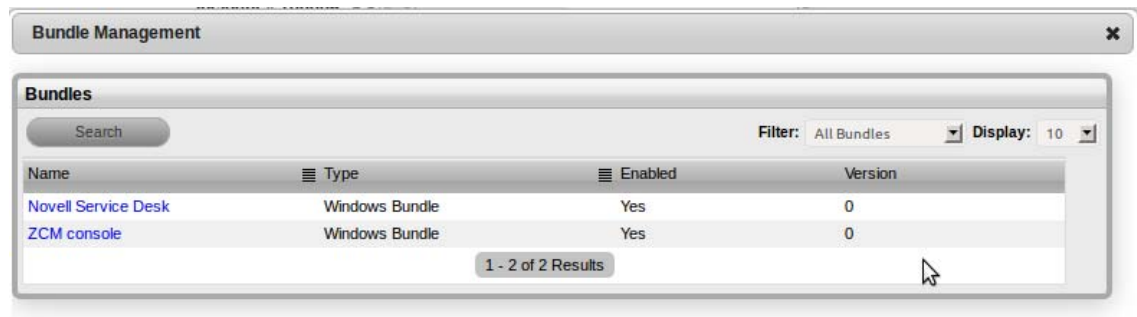 Bundle Management
Bundles
Search Filter: All Bundles Display: 10
Name Type Enabled Version
Novell Service Desk Windows Bundle Yes 0
ZCM console Windows Bundle Yes 0
1 - 2 of 2 Results